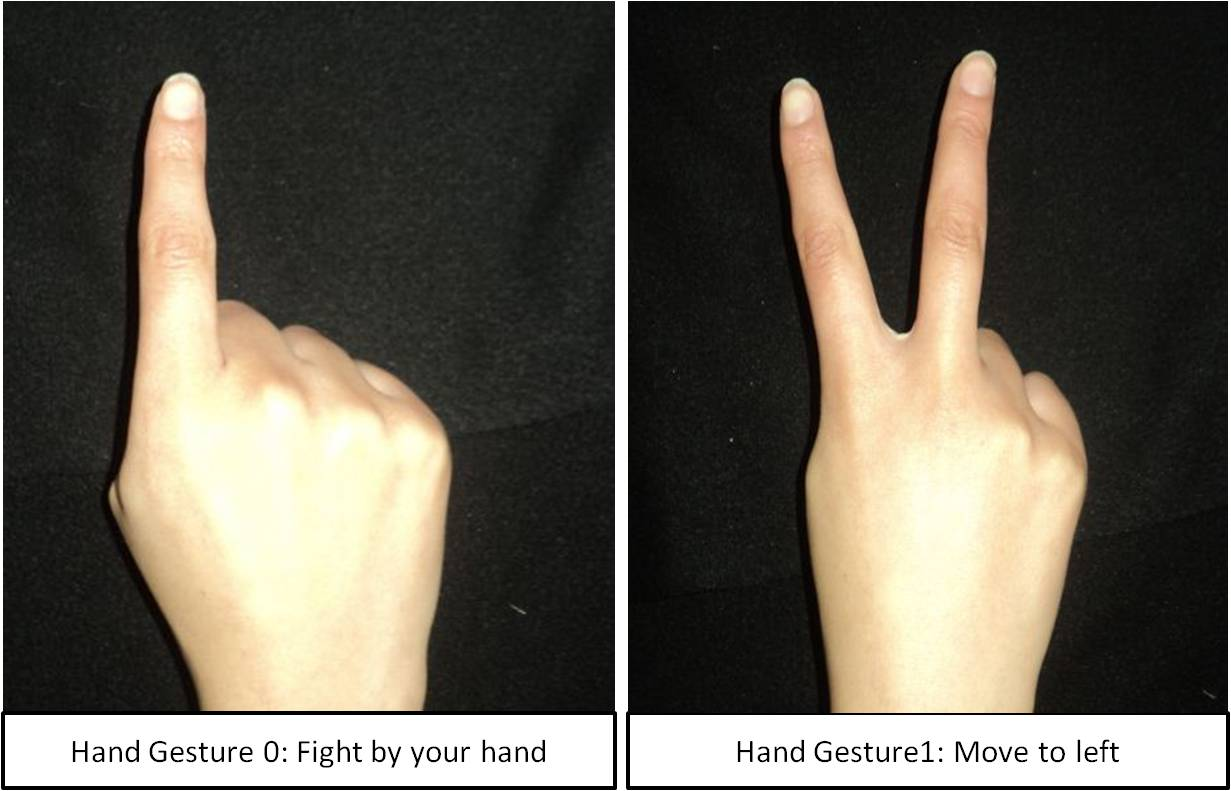 Hand Gesture 0: Fight by your hand
Hand Gesture1: Move to left